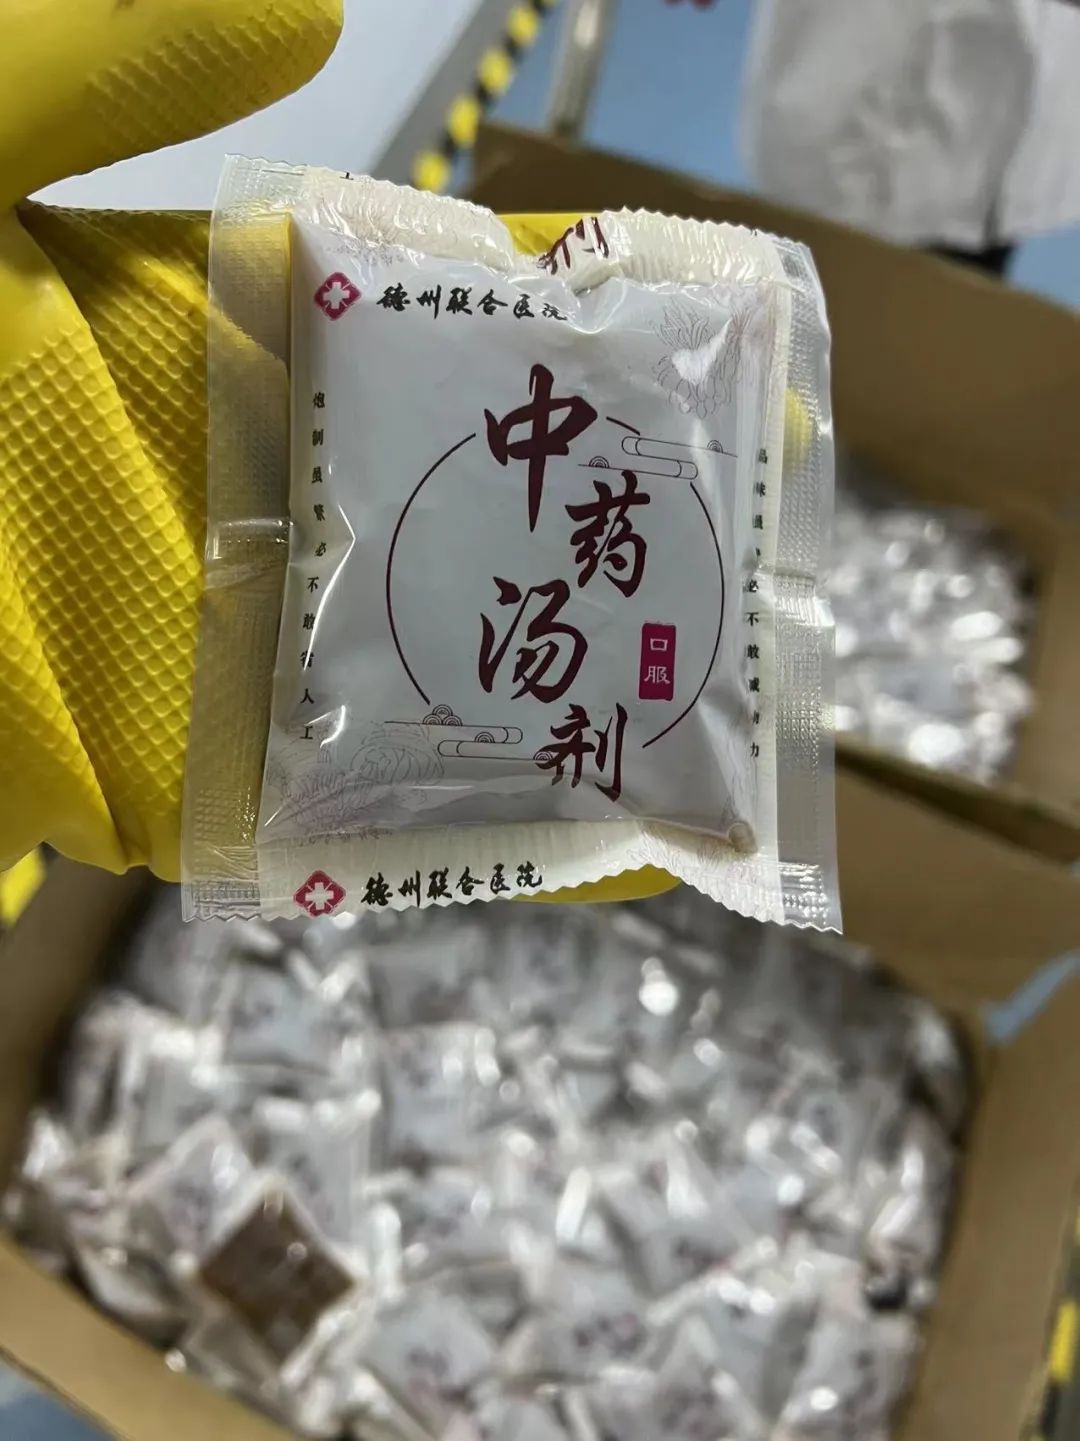 剂
德州联合医院
炮制虽繁必不敢省人工
中药汤剂
口服
品味虽必不敢减物力
德州联合医院